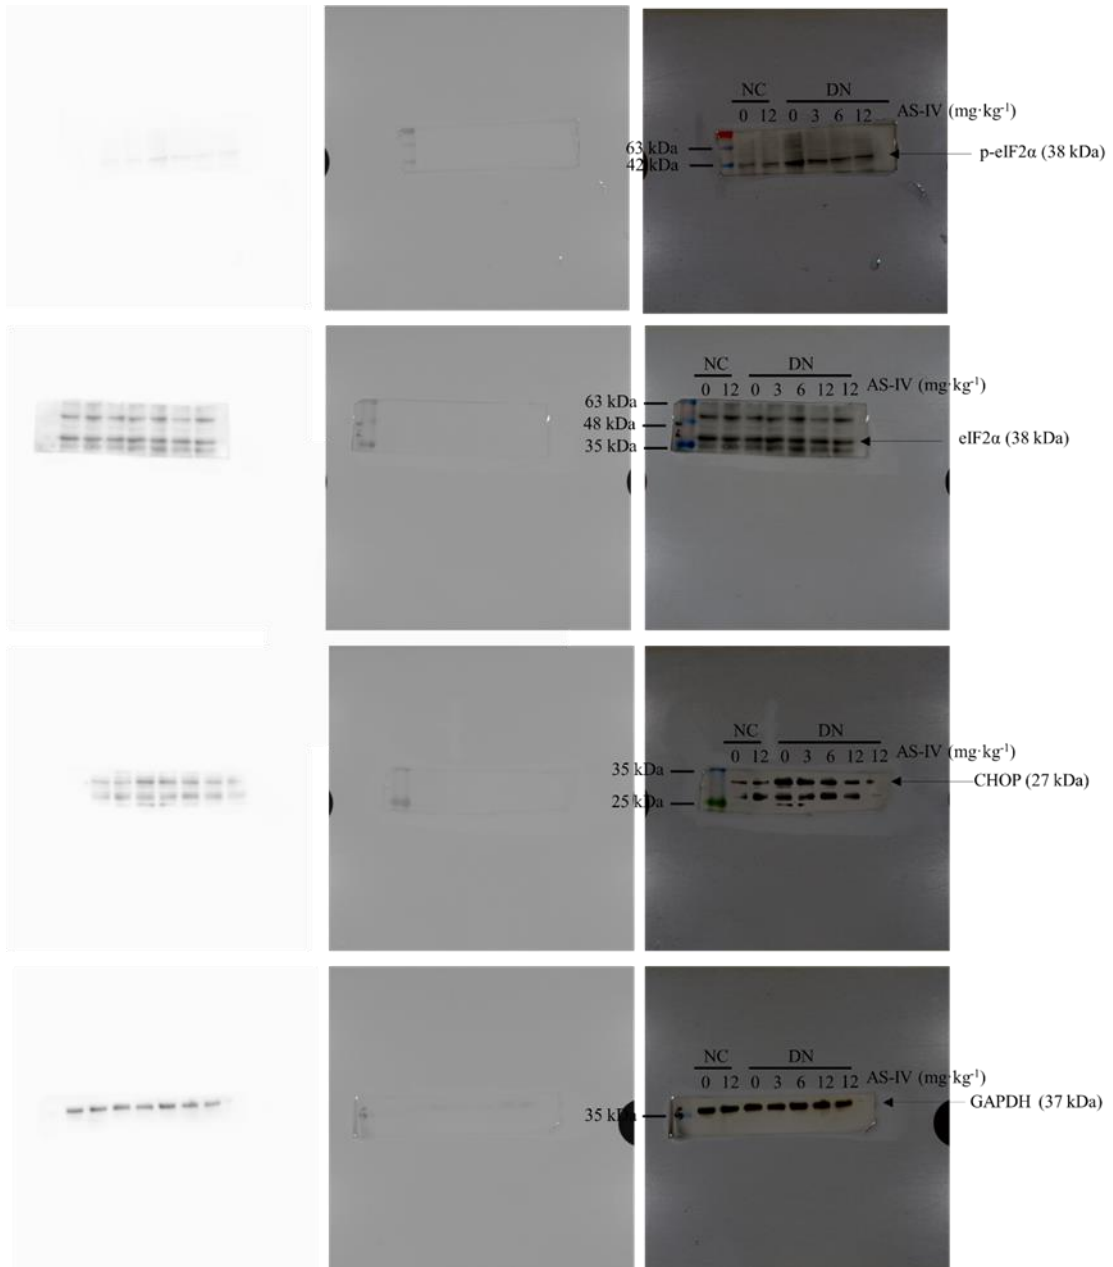 NC DN
0 12 0 3 6 12 AS-IV (mg·kg⁻¹)
63 kDa
42 kDa
p-eIF2α (38 kDa)
NC DN
0 12 0 3 6 12 12 AS-IV (mg·kg⁻¹)
63 kDa
48 kDa
35 kDa
eIF2α (38 kDa)
NC DN
0 12 0 3 6 12 12 AS-IV (mg·kg⁻¹)
35 kDa
25 kDa
CHOP (27 kDa)
NC DN
0 12 0 3 6 12 12 AS-IV (mg·kg⁻¹)
35 kDa
GAPDH (37 kDa)